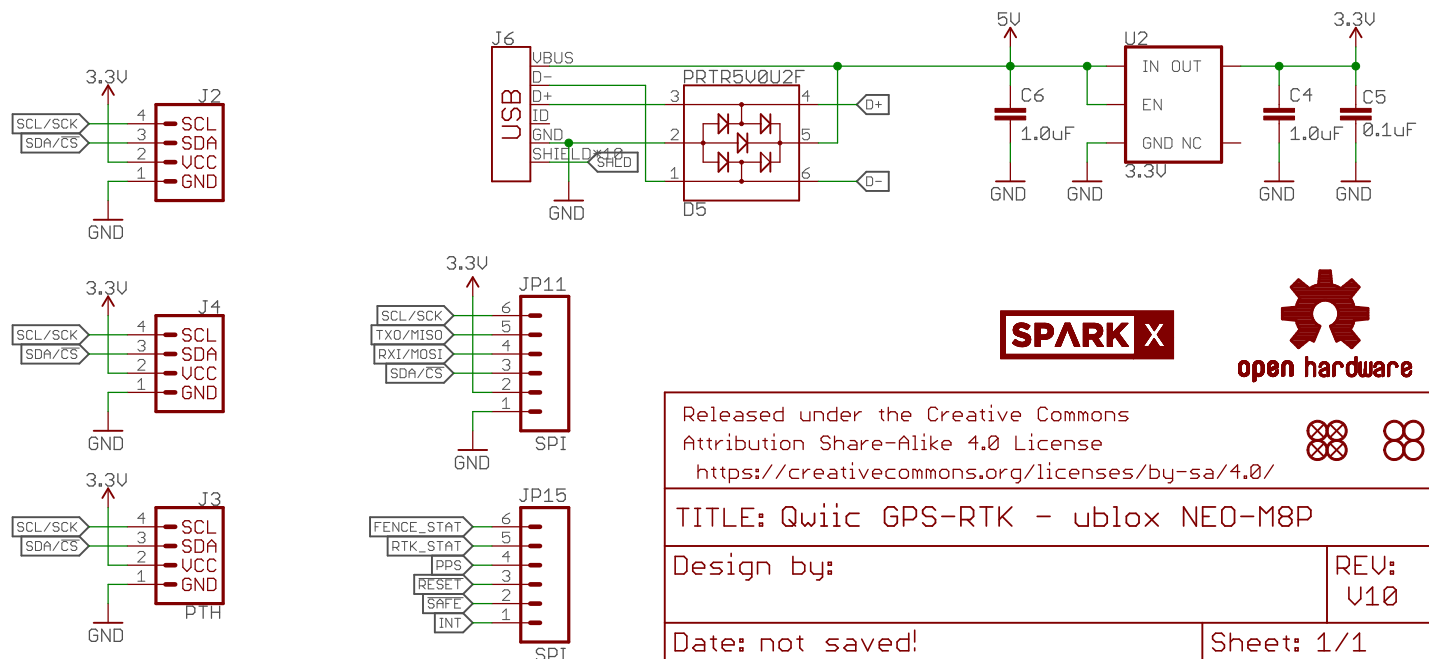 J2
3.3V
SCL/SCK 4 SCL
SDA/CS 3 SDA
2 VCC
1 GND
GND
J4
3.3V
SCL/SCK 4 SCL
SDA/CS 3 SDA
2 VCC
1 GND
GND
J3
3.3V
SCL/SCK 4 SCL
SDA/CS 3 SDA
2 VCC
1 GND
PTH
GND
J6
USB
VBUS
D-
D+
ID
GND
SHIELD*10
SHLD
GND
PRTR5V0U2F
3 4 D+
2 5
1 6 D-
D5
5V
C6
1.0uF
GND
U2
IN OUT
EN
GND NC
3.3V
GND
3.3V
C4
1.0uF
GND
C5
0.1uF
GND
3.3V
JP11
SCL/SCK 6
TXO/MISO 5
RXI/MOSI 4
SDA/CS 3
2
1
GND
SPI
JP15
FENCE_STAT 6
RTK_STAT 5
PPS 4
RESET 3
SAFE 2
INT 1
SPI
SPARK X
open hardware
Released under the Creative Commons
Attribution Share-Alike 4.0 License
https://creativecommons.org/licenses/by-sa/4.0/
TITLE: Qwiic GPS-RTK - ublox NEO-M8P
Design by:
REV:
V10
Date: not saved!
Sheet: 1/1